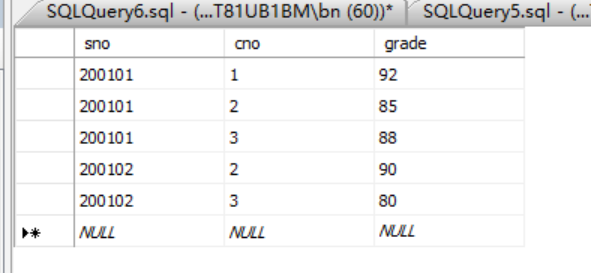 SQLQuery6.sql - (...T81UB1BM\bn (60))* SQLQuery5.sql - (...
sno cno grade
200101 1 92
200101 2 85
200101 3 88
200102 2 90
200102 3 80
NULL NULL NULL